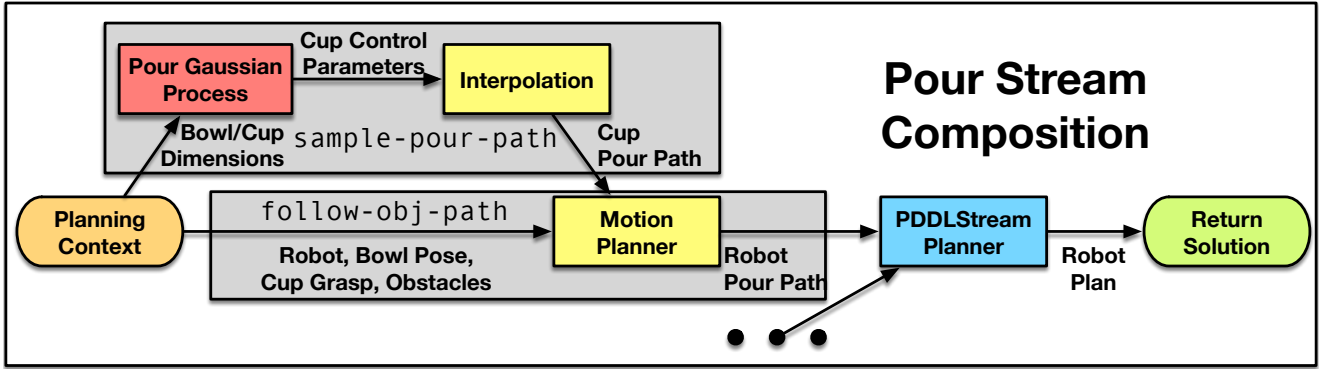 Pour Stream
Composition
Pour Gaussian
Process
Cup Control
Parameters
Interpolation
Bowl/Cup
Dimensions
sample-pour-path
Cup
Pour Path
Planning
Context
follow-obj-path
Robot, Bowl Pose,
Cup Grasp, Obstacles
Motion
Planner
Robot
Pour Path
PDDLStream
Planner
Robot
Plan
Return
Solution